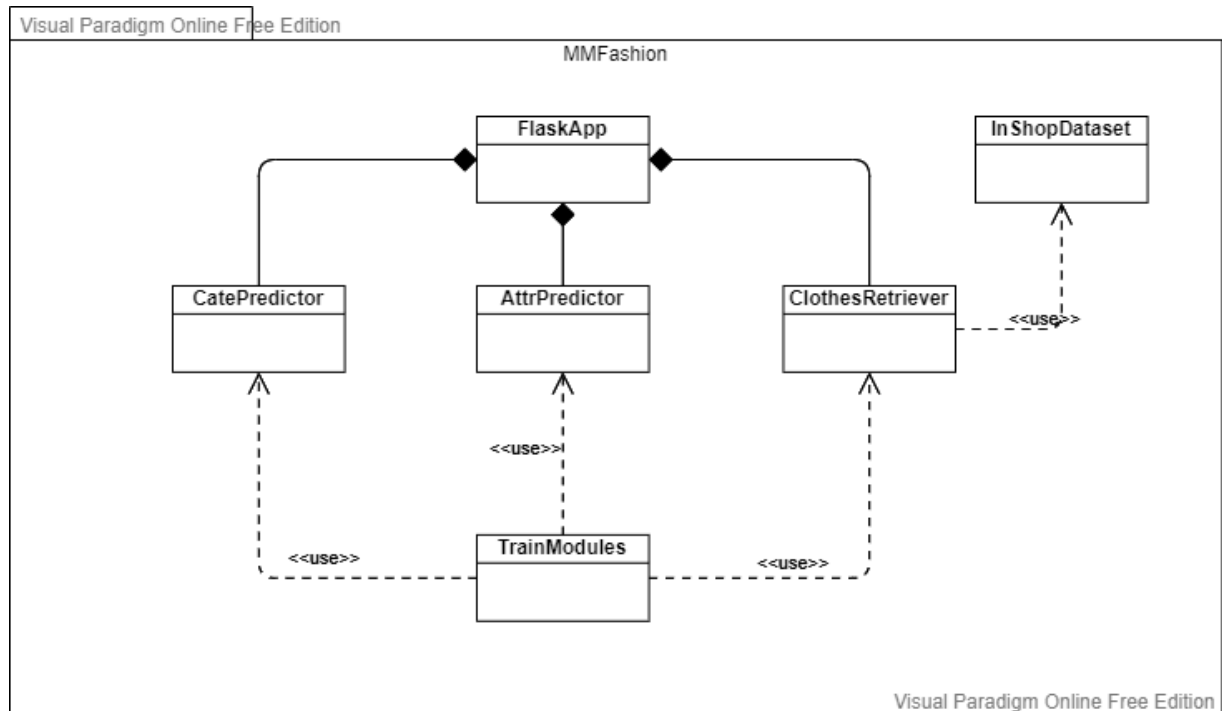 Visual Paradigm Online Free Edition
MMFashion
FlaskApp
InShopDataset
CatePredictor
AttrPredictor
ClothesRetriever
<<use>>
<<use>>
TrainModules
<<use>>
<<use>>
Visual Paradigm Online Free Edition